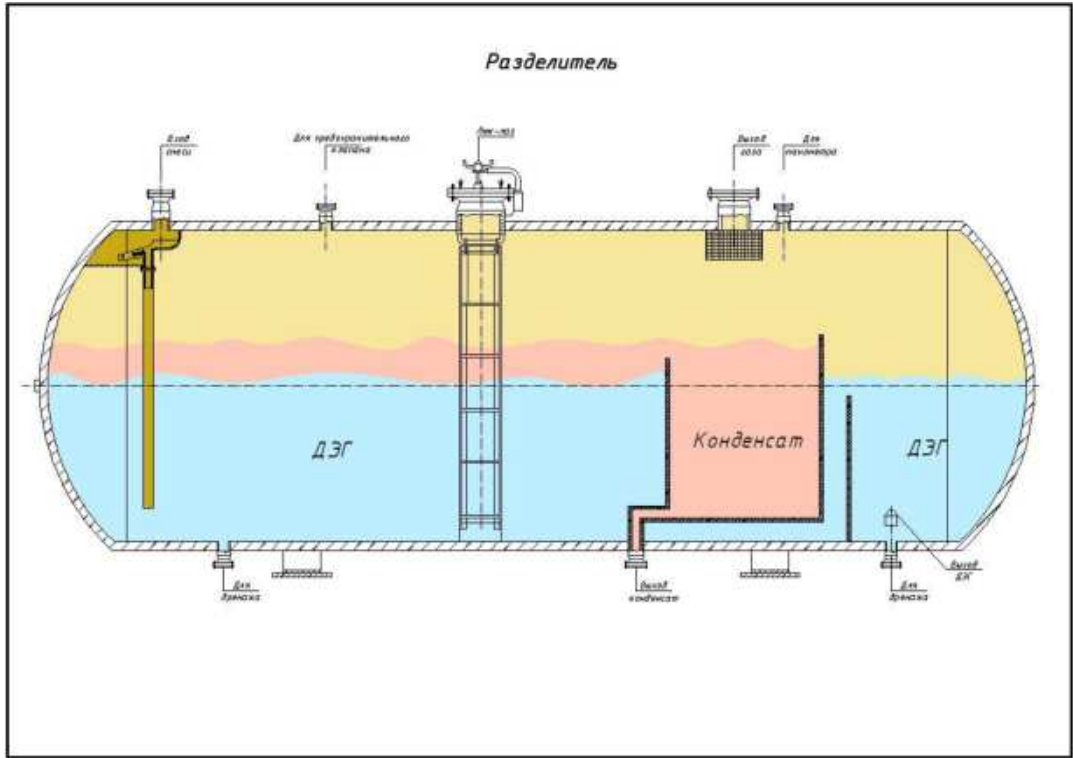 Разделитель
Вход
смеси
Для предохранительного
клапана
Люк-лаз
Выход
газа
Для
манометра
ДЭГ
Конденсат
ДЭГ
Для
дренажа
Выход
конденсат
Для
дренажа
Выход
ДЭГ